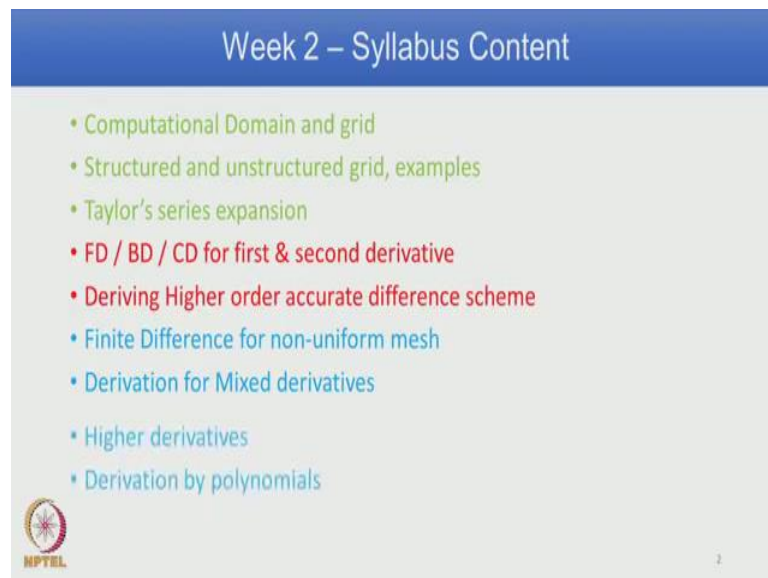 Week 2 – Syllabus Content
• Computational Domain and grid
• Structured and unstructured grid, examples
• Taylor's series expansion
• FD / BD / CD for first & second derivative
• Deriving Higher order accurate difference scheme
• Finite Difference for non-uniform mesh
• Derivation for Mixed derivatives
• Higher derivatives
• Derivation by polynomials
NPTEL
2